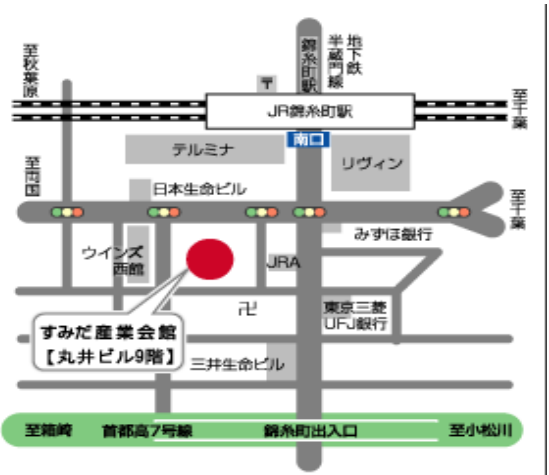 至秋葉原
錦糸町駅
地下鉄
半蔵門線
〒
JR錦糸町駅
至千葉
南口
テルミナ
リヴィン
至両国
日本生命ビル
至千葉
みずほ銀行
ウインズ
西館
JRA
卍
東京三菱
UFJ銀行
すみだ産業会館
【丸井ビル9階】
三井生命ビル
至箱崎
首都高7号線
錦糸町出入口
至小松川